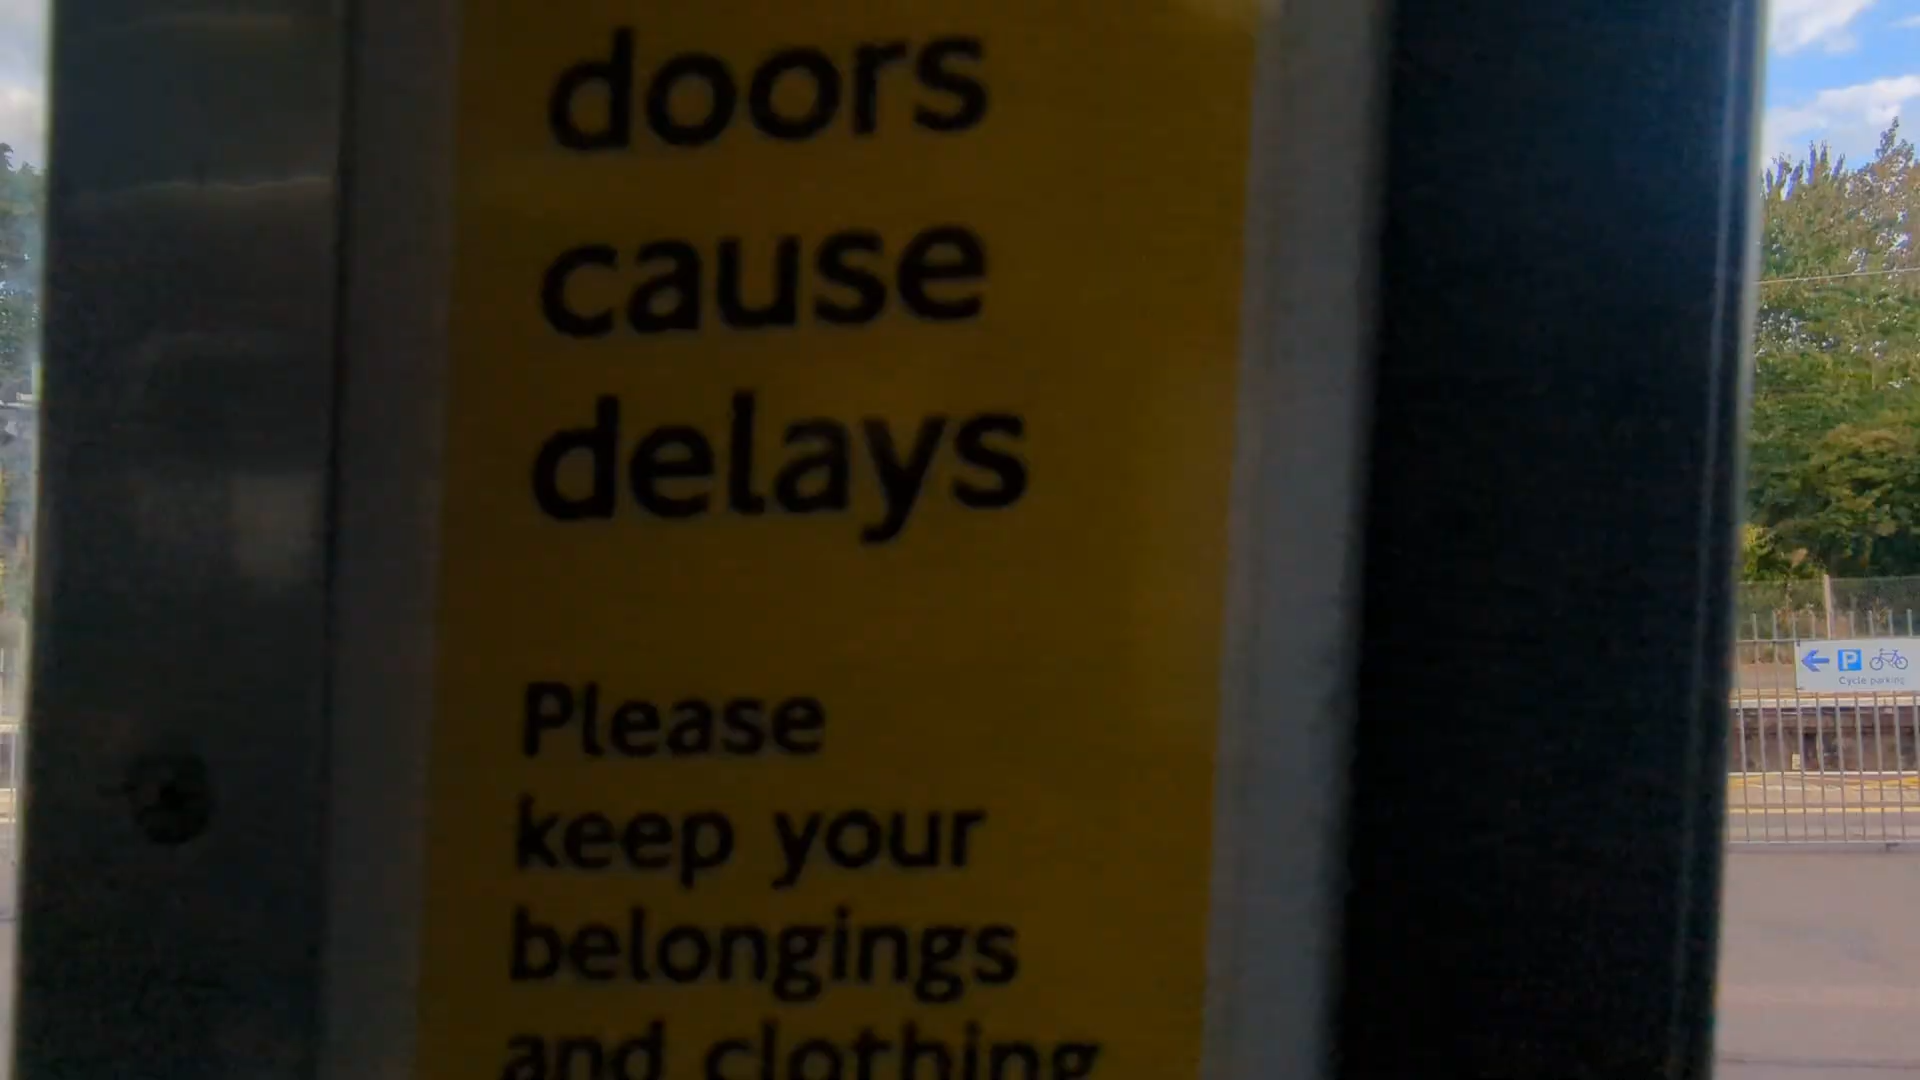 doors
cause
delays
Please
keep your
belongings
and clothing
P
Cycle parking